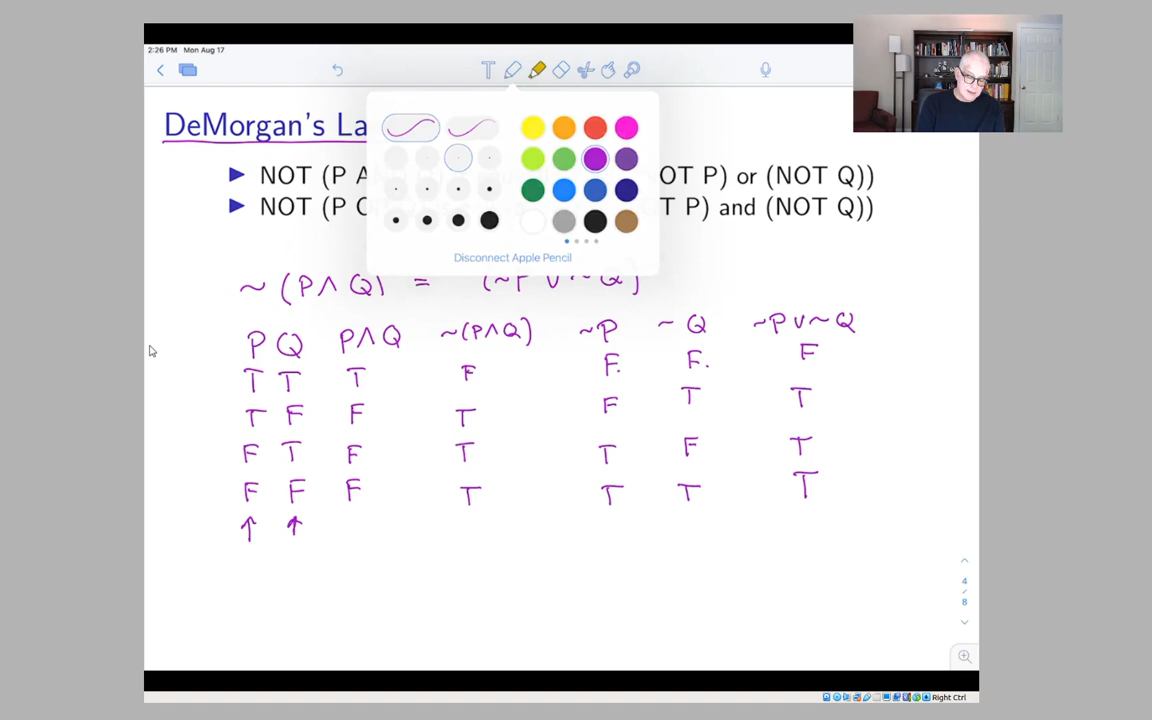 2:26 PM Mon Aug 17
T
DeMorgan's La
▶ NOT (P A OT P) or (NOT Q))
▶ NOT (P O T P) and (NOT Q))
Disconnect Apple Pencil
~ (P∧Q) = (~P ∨ ~Q)
P Q P∧Q ~(P∧Q) ~P ~Q ~P∨~Q
T T T F F. F. F
T F F T F T T
F T F T T F T
F F F T T T T
↑ ↑
4
/
8
Right Ctrl